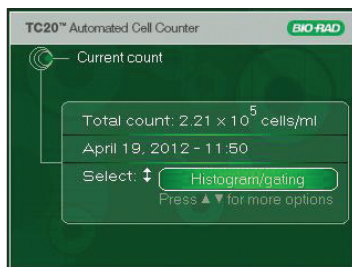 TC20™ Automated Cell Counter BIO-RAD
Current count
Total count: 2.21 × 10⁵ cells/ml
April 19, 2012 - 11:50
Select: ↕ Histogram/gating
Press ▲ ▼ for more options